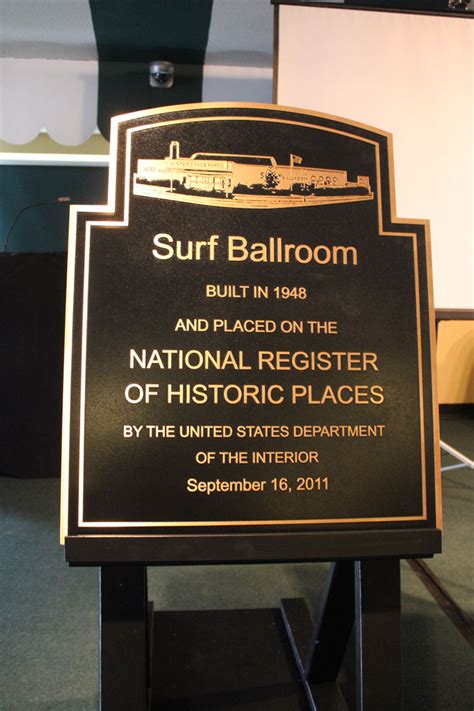 Surf Ballroom
BUILT IN 1948
AND PLACED ON THE
NATIONAL REGISTER
OF HISTORIC PLACES
BY THE UNITED STATES DEPARTMENT
OF THE INTERIOR
September 16, 2011